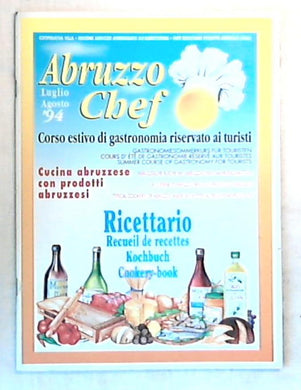 Abruzzo
Chef
Luglio
Agosto
'94
Corso estivo di gastronomia riservato ai turisti
GASTRONOMIESOMMERKURS FÜR TOURISTEN
COURS D'ÉTÉ DE GASTRONOMIE RÉSERVÉ AUX TOURISTES
SUMMER COURSE OF GASTRONOMY FOR TOURISTS
Cucina abruzzese
con prodotti
abruzzesi
Ricettario
Recueil de recettes
Kochbuch
Cookery-book